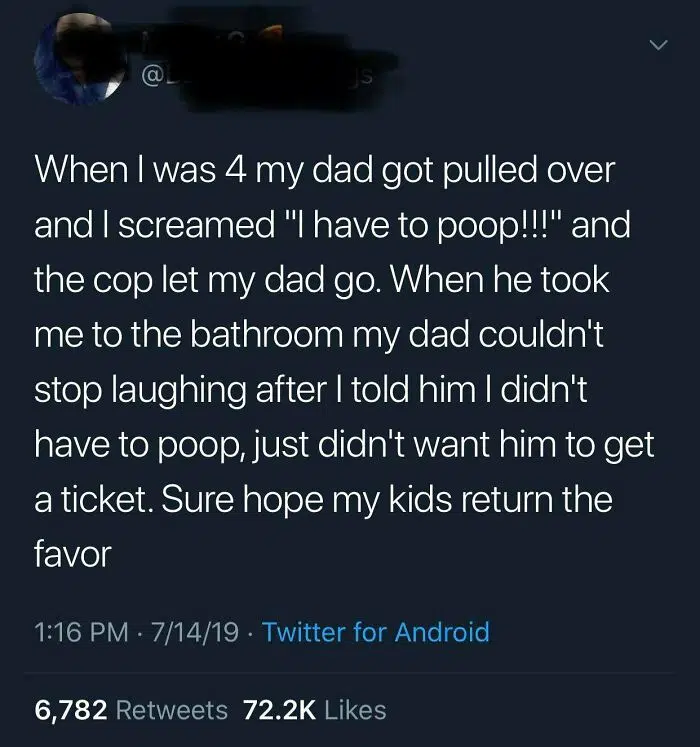 When I was 4 my dad got pulled over
and I screamed "I have to poop!!!" and
the cop let my dad go. When he took
me to the bathroom my dad couldn't
stop laughing after I told him I didn't
have to poop, just didn't want him to get
a ticket. Sure hope my kids return the
favor
1:16 PM · 7/14/19 · Twitter for Android
6,782 Retweets 72.2K Likes